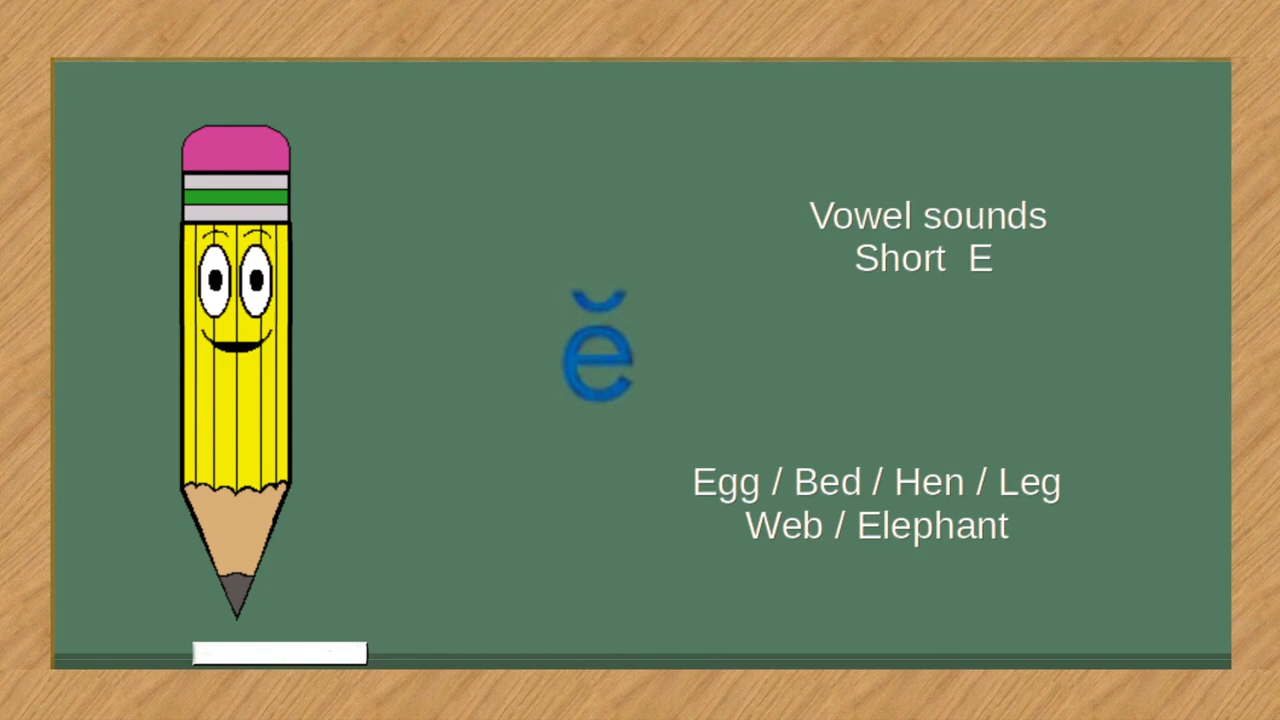 Vowel sounds
Short E
ĕ
Egg / Bed / Hen / Leg
Web / Elephant